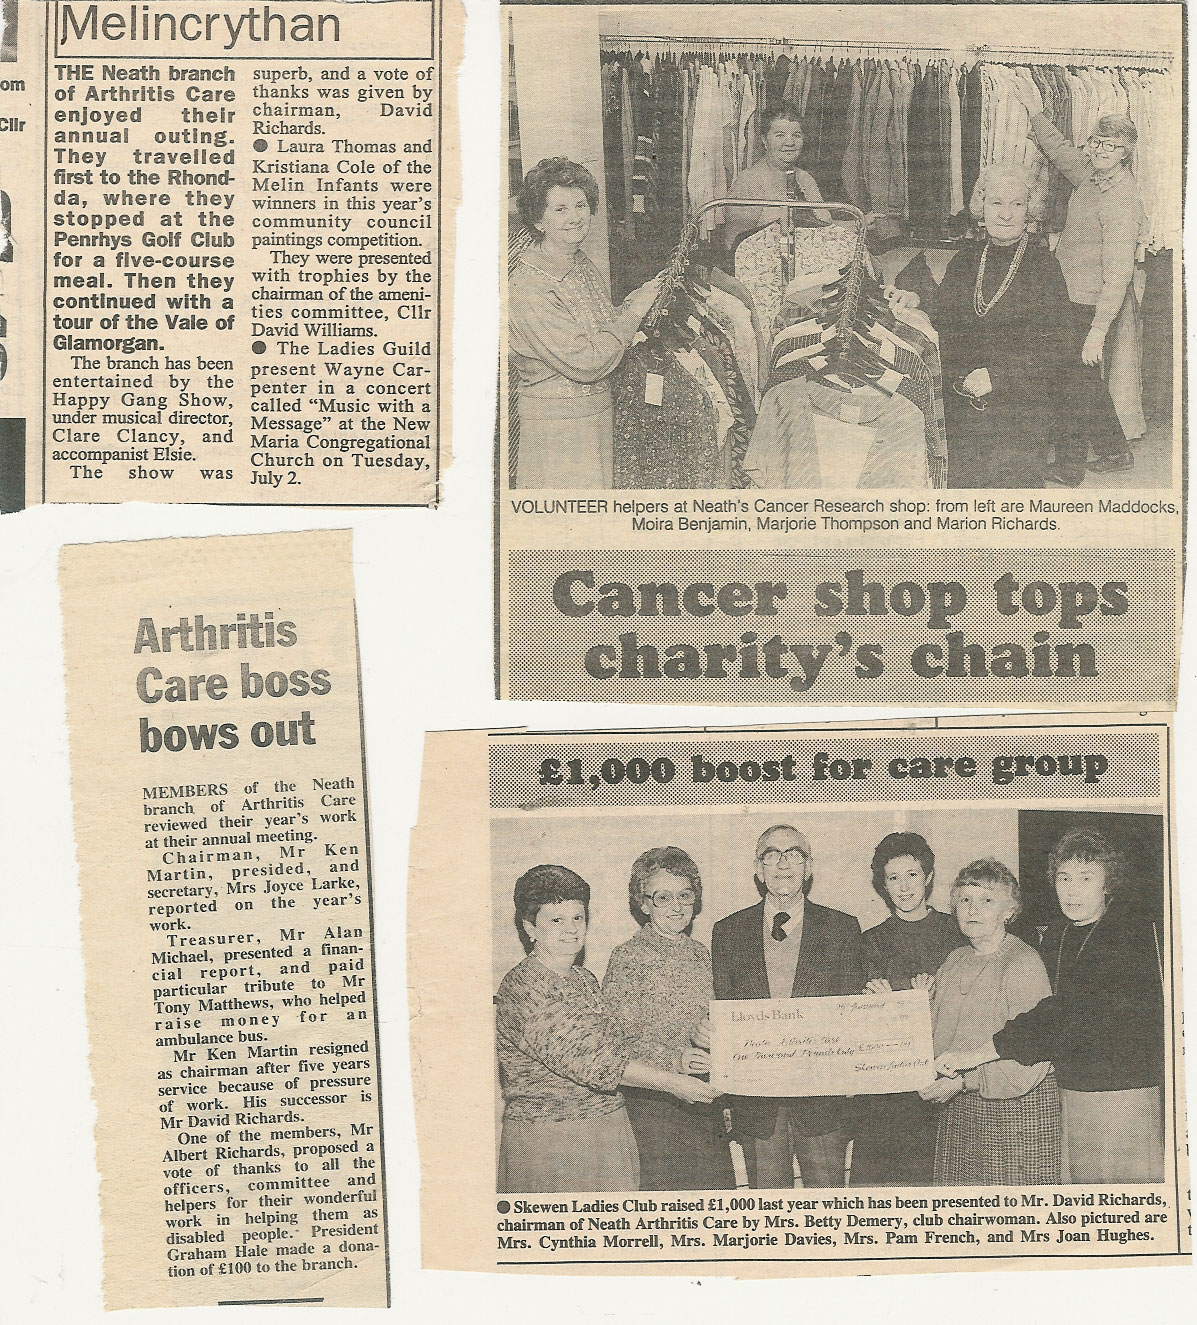 Melincrythan
THE Neath branch
of Arthritis Care
enjoyed their
annual outing.
They travelled
first to the Rhond-
da, where they
stopped at the
Penrhys Golf Club
for a five-course
meal. Then they
continued with a
tour of the Vale of
Glamorgan.
The branch has been
entertained by the
Happy Gang Show,
under musical director,
Clare Clancy, and
accompanist Elsie.
The show was
superb, and a vote of
thanks was given by
chairman, David
Richards.
● Laura Thomas and
Kristiana Cole of the
Melin Infants were
winners in this year's
community council
paintings competition.
They were presented
with trophies by the
chairman of the ameni-
ties committee, Cllr
David Williams.
● The Ladies Guild
present Wayne Car-
penter in a concert
called “Music with a
Message” at the New
Maria Congregational
Church on Tuesday,
July 2.
om
Cllr
VOLUNTEER helpers at Neath's Cancer Research shop: from left are Maureen Maddocks,
Moira Benjamin, Marjorie Thompson and Marion Richards.
Cancer shop tops
charity's chain
Arthritis
Care boss
bows out
MEMBERS of the Neath
branch of Arthritis Care
reviewed their year's work
at their annual meeting.
Chairman, Mr Ken
Martin, presided, and
secretary, Mrs Joyce Larke,
reported on the year's
work.
Treasurer, Mr Alan
Michael, presented a finan-
cial report, and paid
particular tribute to Mr
Tony Matthews, who helped
raise money for an
ambulance bus.
Mr Ken Martin resigned
as chairman after five years
service because of pressure
of work. His successor is
Mr David Richards.
One of the members, Mr
Albert Richards, proposed a
vote of thanks to all the
officers, committee and
helpers for their wonderful
work in helping them as
disabled people. President
Graham Hale made a dona-
tion of £100 to the branch.
£1,000 boost for care group
Lloyds Bank
Neath Arthritis Care
One Thousand Pounds Only £1000
Skewen Ladies Club
● Skewen Ladies Club raised £1,000 last year which has been presented to Mr. David Richards,
chairman of Neath Arthritis Care by Mrs. Betty Demery, club chairwoman. Also pictured are
Mrs. Cynthia Morrell, Mrs. Marjorie Davies, Mrs. Pam French, and Mrs Joan Hughes.